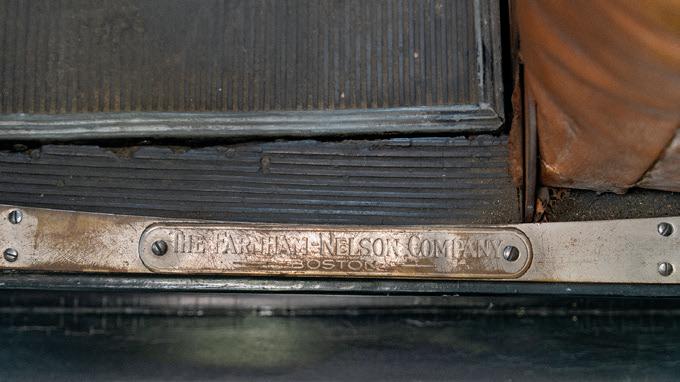 THE FARNHAM-NELSON COMPANY
BOSTON